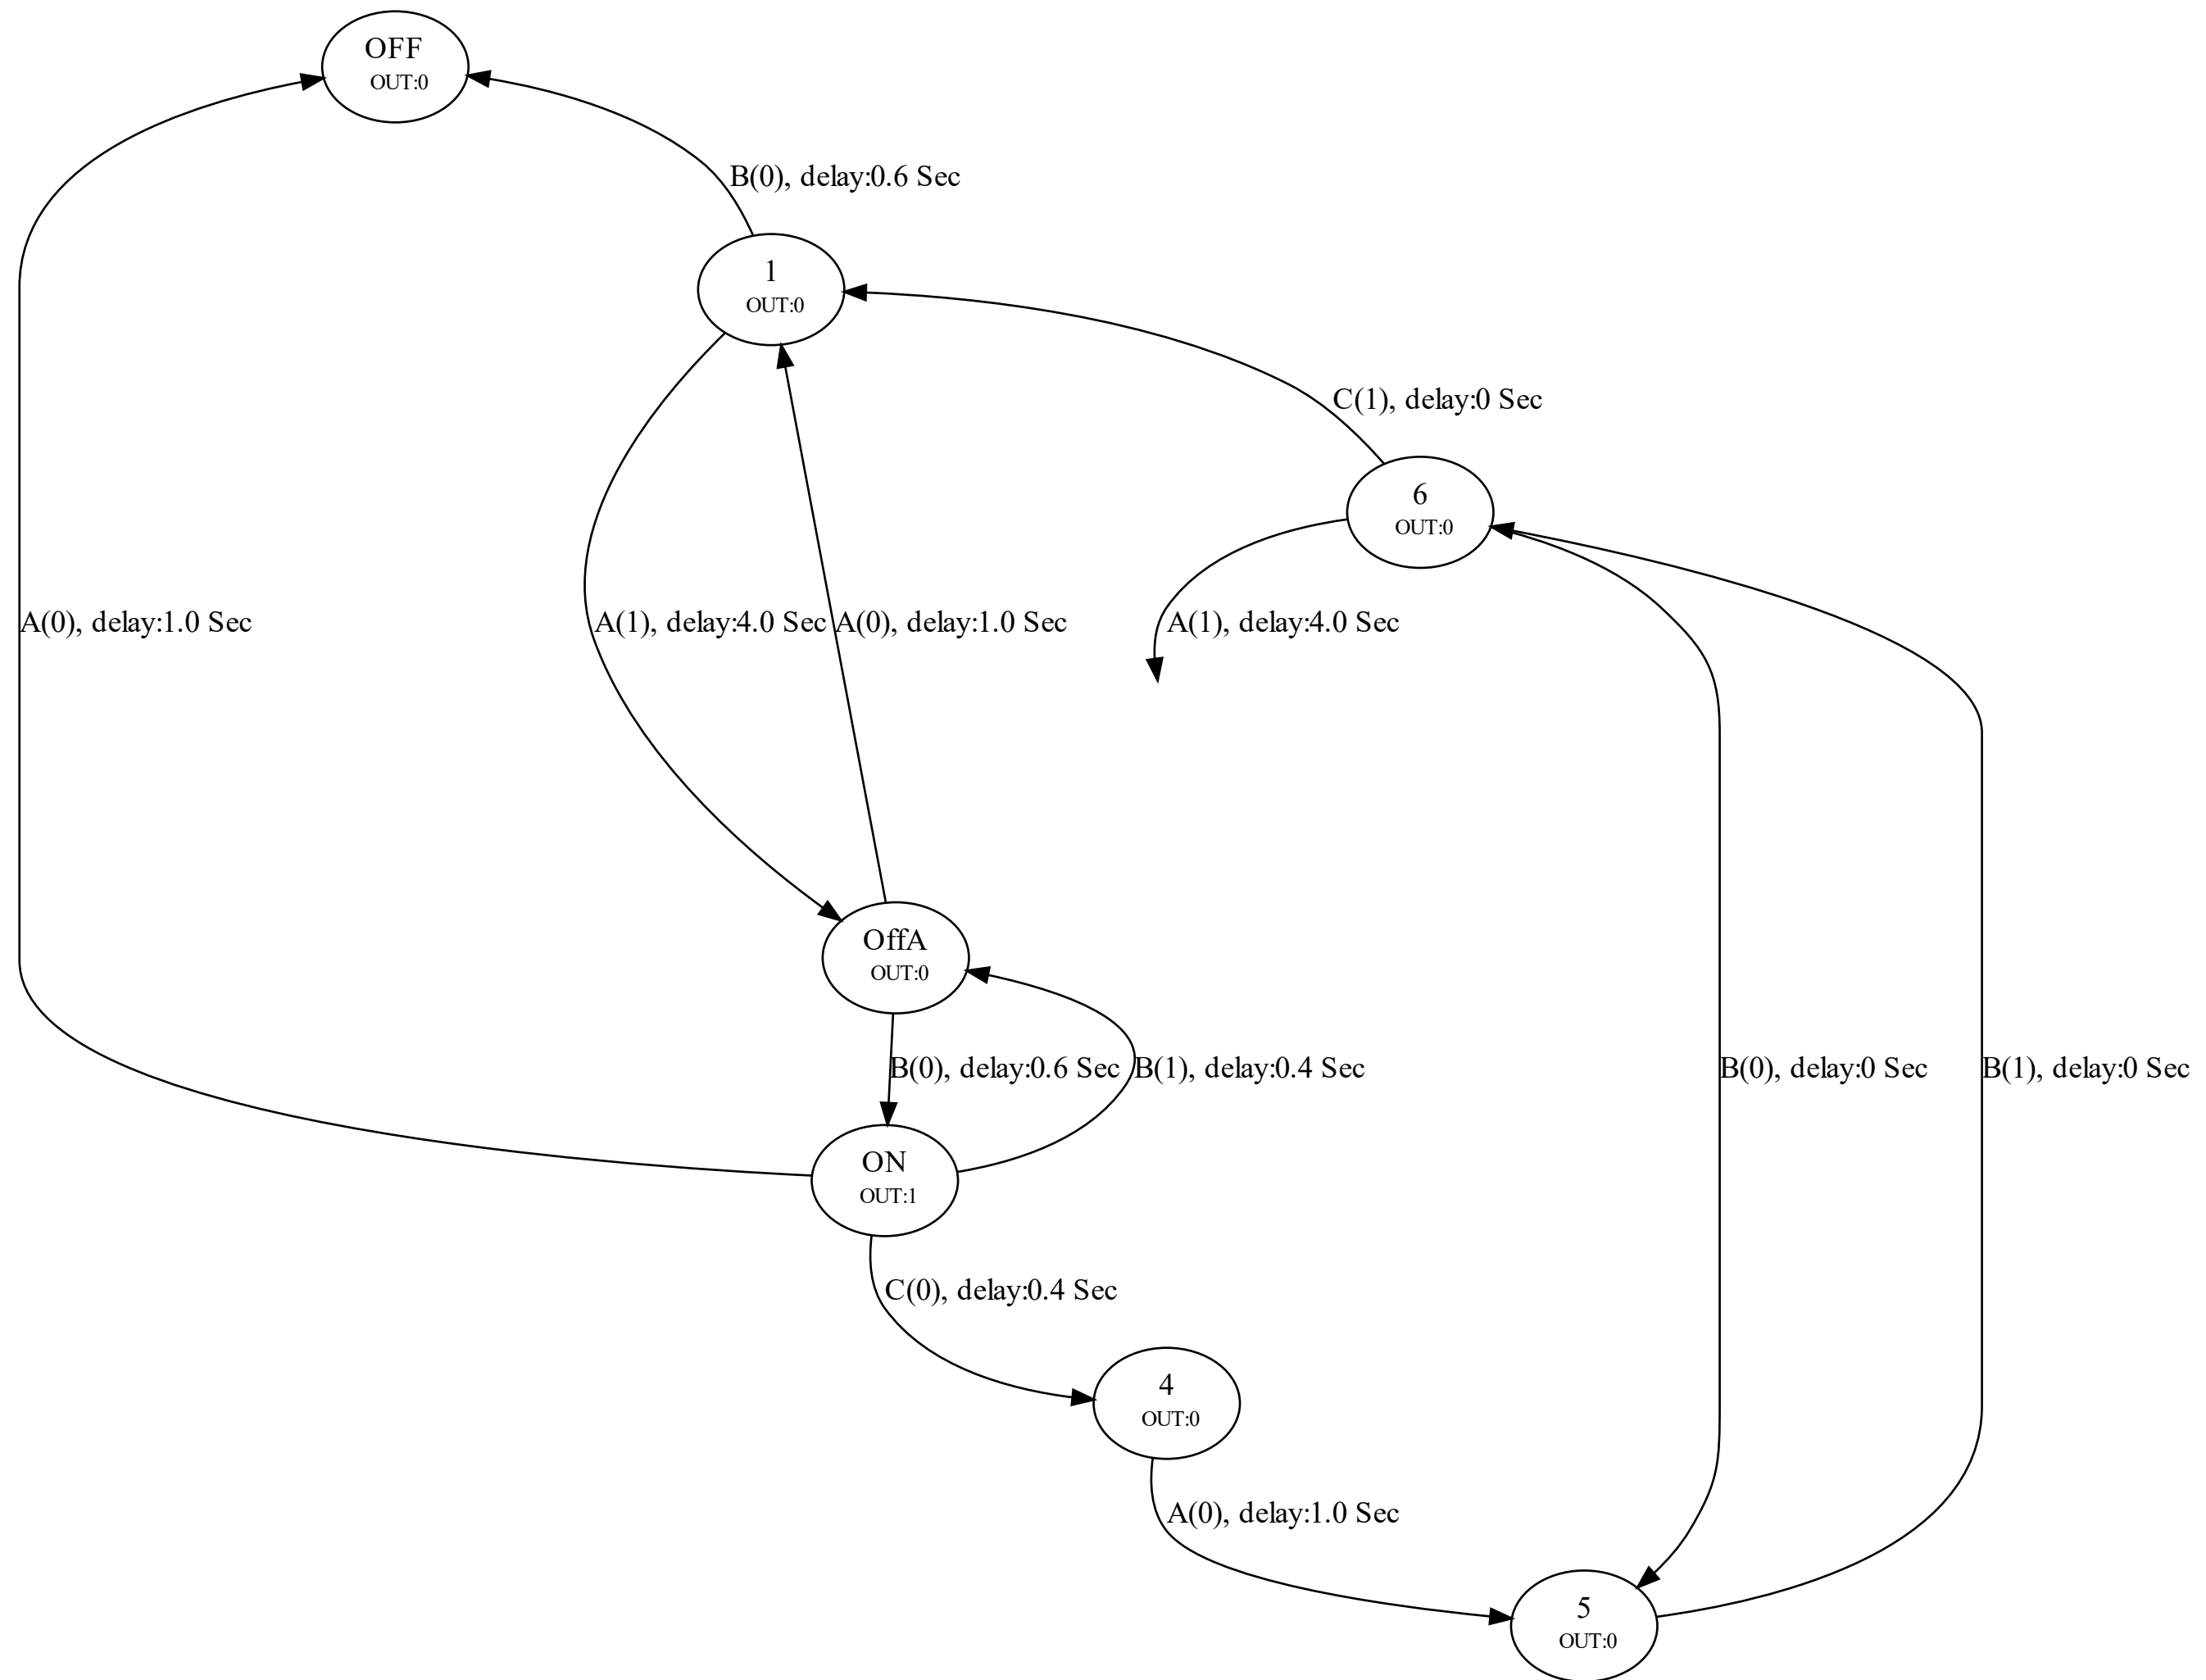 OFF
OUT:0
B(0), delay:0.6 Sec
1
OUT:0
C(1), delay:0 Sec
6
OUT:0
A(0), delay:1.0 Sec
A(1), delay:4.0 Sec
A(0), delay:1.0 Sec
A(1), delay:4.0 Sec
OffA
OUT:0
B(0), delay:0.6 Sec
B(1), delay:0.4 Sec
B(0), delay:0 Sec
B(1), delay:0 Sec
ON
OUT:1
C(0), delay:0.4 Sec
4
OUT:0
A(0), delay:1.0 Sec
5
OUT:0